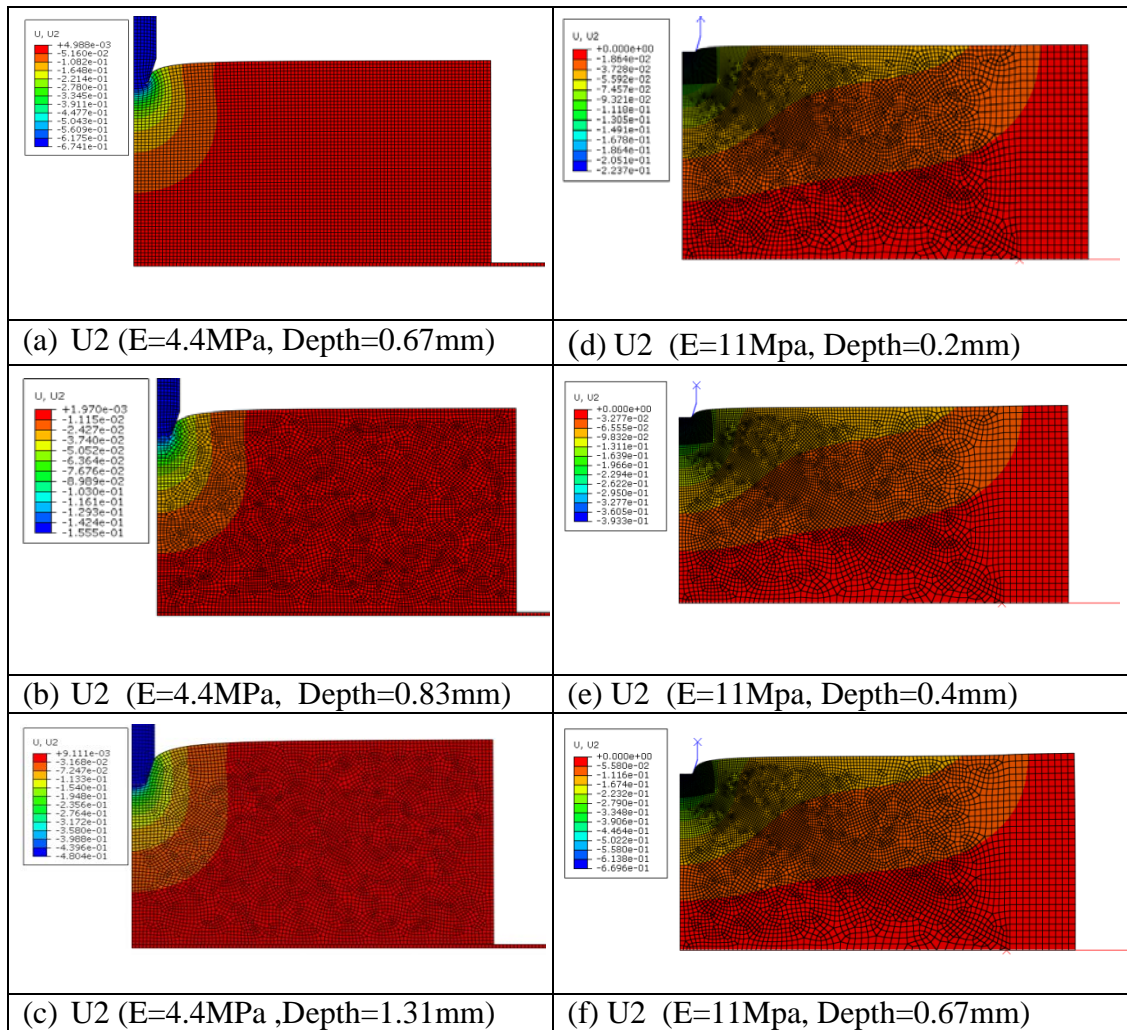 U, U2
+4.988e-03
-5.160e-02
-1.082e-01
-1.648e-01
-2.214e-01
-2.780e-01
-3.345e-01
-3.911e-01
-4.477e-01
-5.043e-01
-5.609e-01
-6.175e-01
-6.741e-01
U, U2
+0.000e+00
-1.864e-02
-3.728e-02
-5.592e-02
-7.457e-02
-9.321e-02
-1.118e-01
-1.305e-01
-1.491e-01
-1.678e-01
-1.864e-01
-2.051e-01
-2.237e-01
(a) U2 (E=4.4MPa, Depth=0.67mm)
(d) U2 (E=11Mpa, Depth=0.2mm)
U, U2
+1.970e-03
-1.115e-02
-2.427e-02
-3.740e-02
-5.052e-02
-6.364e-02
-7.676e-02
-8.989e-02
-1.030e-01
-1.161e-01
-1.293e-01
-1.424e-01
-1.555e-01
U, U2
+0.000e+00
-3.277e-02
-6.555e-02
-9.832e-02
-1.311e-01
-1.639e-01
-1.966e-01
-2.294e-01
-2.622e-01
-2.950e-01
-3.277e-01
-3.605e-01
-3.933e-01
(b) U2 (E=4.4MPa, Depth=0.83mm)
(e) U2 (E=11Mpa, Depth=0.4mm)
U, U2
+9.111e-03
-3.168e-02
-7.247e-02
-1.133e-01
-1.540e-01
-1.948e-01
-2.356e-01
-2.764e-01
-3.172e-01
-3.580e-01
-3.988e-01
-4.396e-01
-4.804e-01
U, U2
+0.000e+00
-5.580e-02
-1.116e-01
-1.674e-01
-2.232e-01
-2.790e-01
-3.348e-01
-3.906e-01
-4.464e-01
-5.022e-01
-5.580e-01
-6.138e-01
-6.696e-01
(c) U2 (E=4.4MPa ,Depth=1.31mm)
(f) U2 (E=11Mpa, Depth=0.67mm)